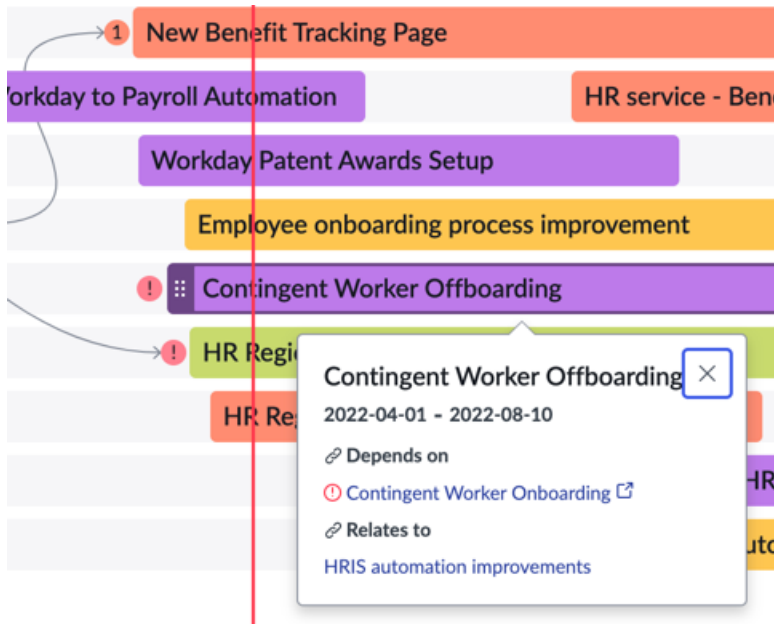 1 New Benefit Tracking Page
orkday to Payroll Automation HR service - Ben
Workday Patent Awards Setup
Employee onboarding process improvement
! Contingent Worker Offboarding
! HR Regi
Contingent Worker Offboarding
2022-04-01 – 2022-08-10
HR Re
Depends on
! Contingent Worker Onboarding
HR
Relates to
uto
HRIS automation improvements